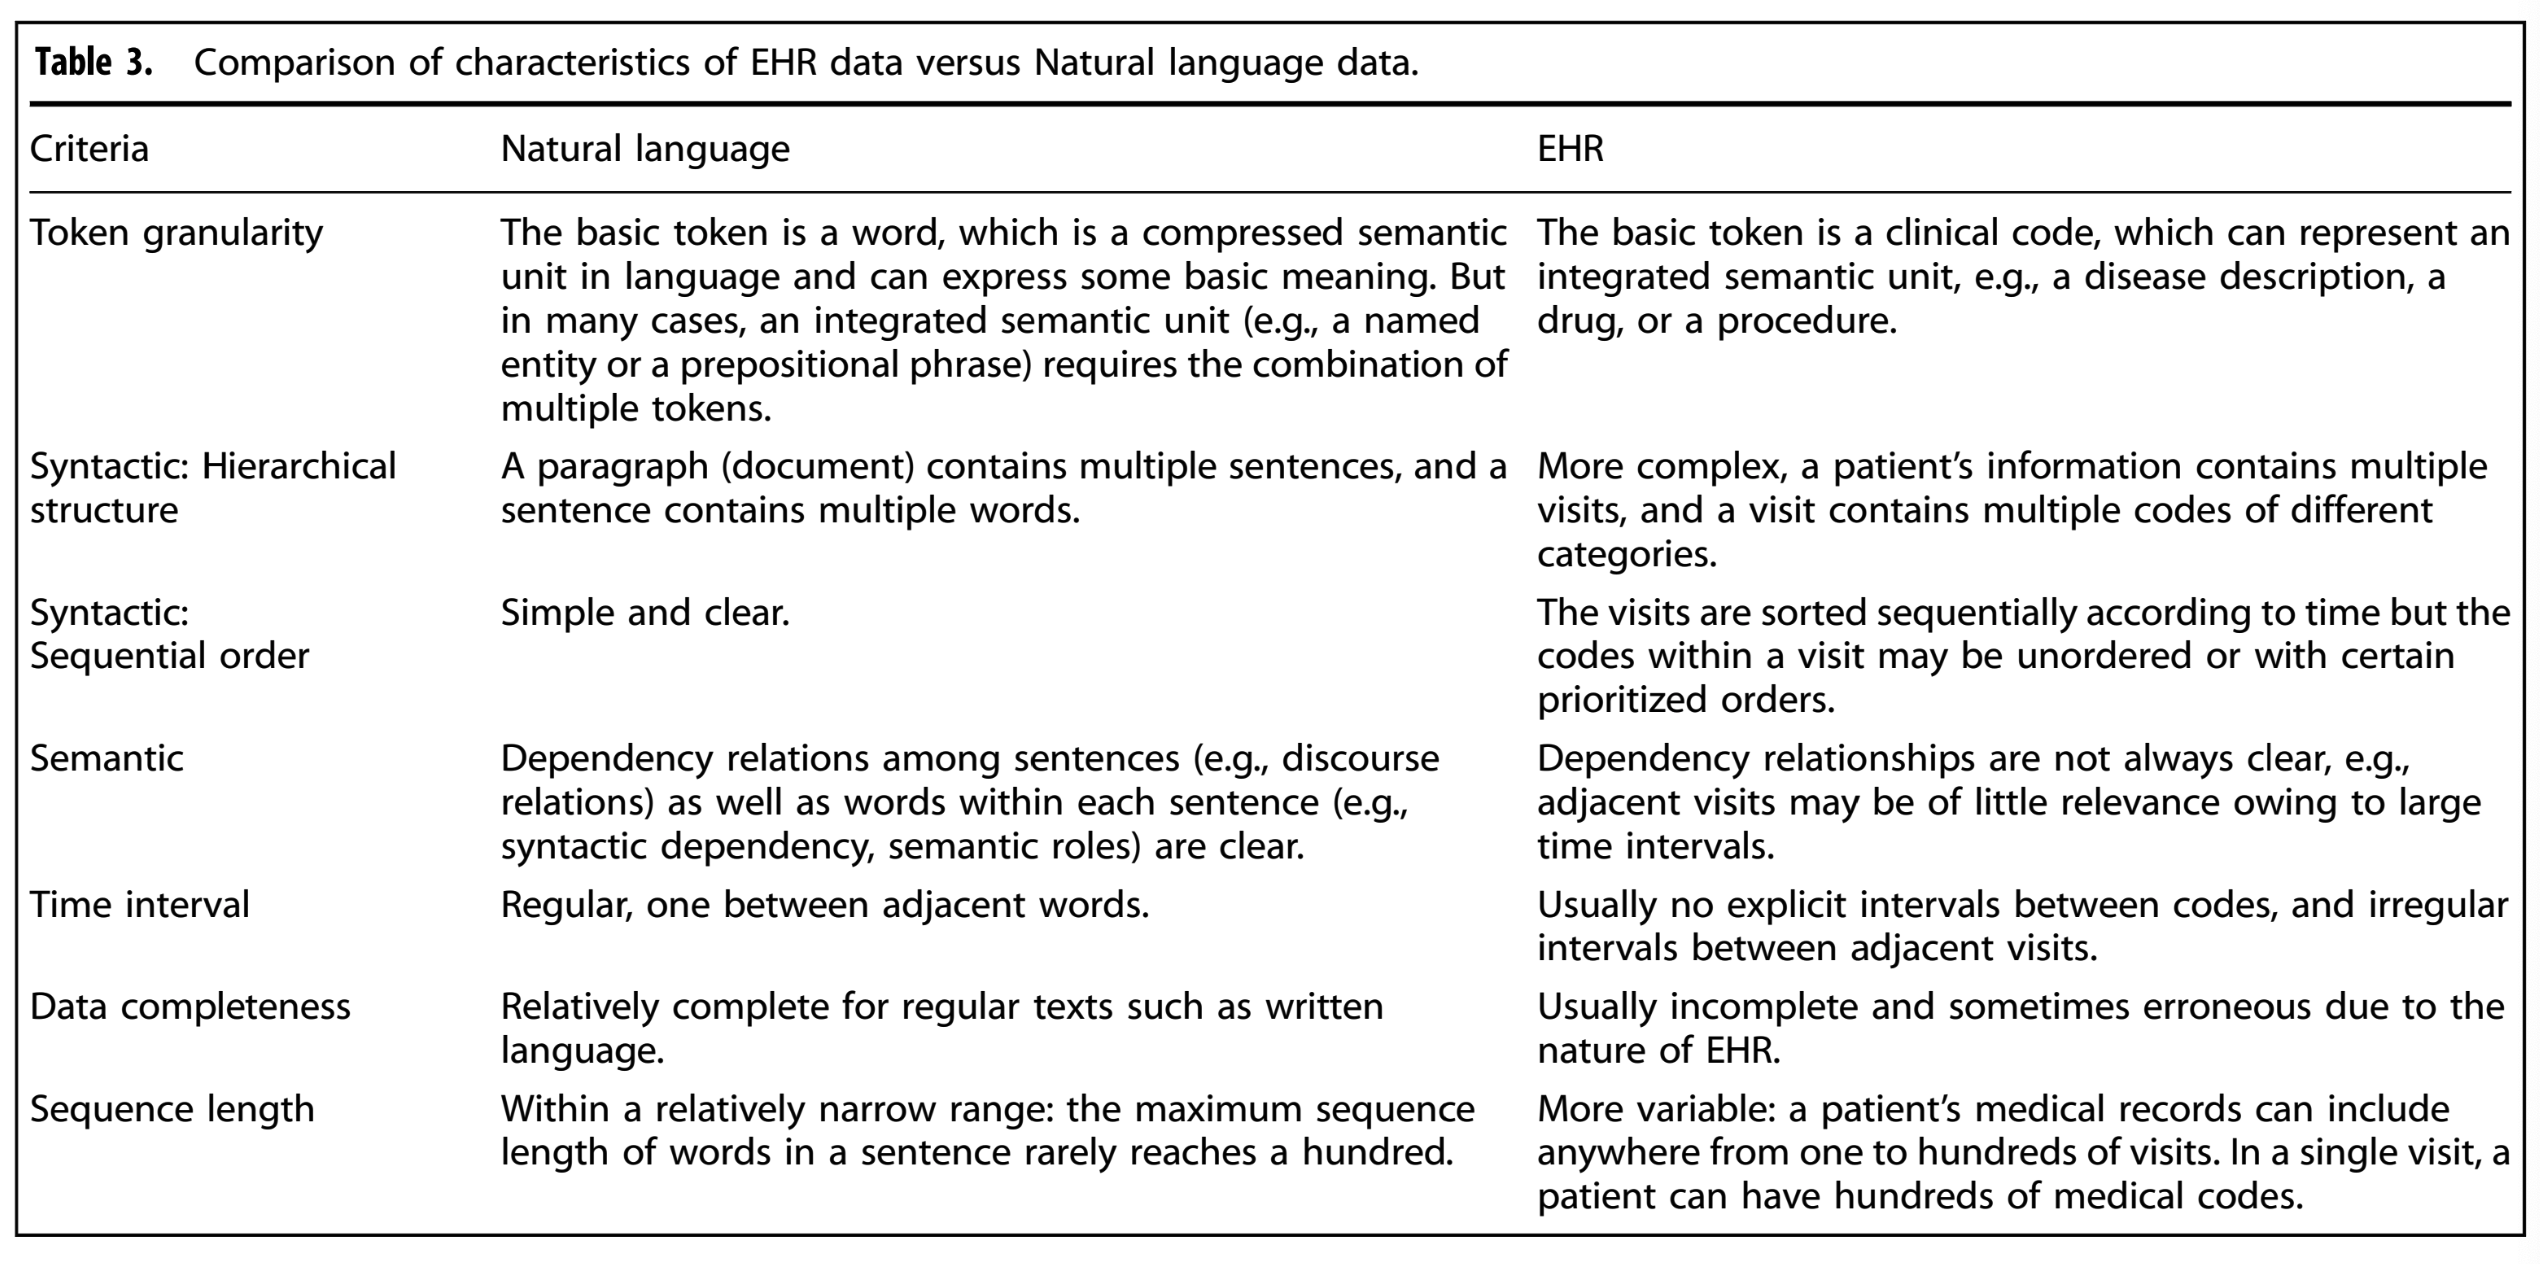 Table 3. Comparison of characteristics of EHR data versus Natural language data.
Criteria Natural language EHR
Token granularity The basic token is a word, which is a compressed semantic The basic token is a clinical code, which can represent an
unit in language and can express some basic meaning. But integrated semantic unit, e.g., a disease description, a
in many cases, an integrated semantic unit (e.g., a named drug, or a procedure.
entity or a prepositional phrase) requires the combination of
multiple tokens.
Syntactic: Hierarchical A paragraph (document) contains multiple sentences, and a More complex, a patient's information contains multiple
structure sentence contains multiple words. visits, and a visit contains multiple codes of different
categories.
Syntactic: Simple and clear. The visits are sorted sequentially according to time but the
Sequential order codes within a visit may be unordered or with certain
prioritized orders.
Semantic Dependency relations among sentences (e.g., discourse Dependency relationships are not always clear, e.g.,
relations) as well as words within each sentence (e.g., adjacent visits may be of little relevance owing to large
syntactic dependency, semantic roles) are clear. time intervals.
Time interval Regular, one between adjacent words. Usually no explicit intervals between codes, and irregular
intervals between adjacent visits.
Data completeness Relatively complete for regular texts such as written Usually incomplete and sometimes erroneous due to the
language. nature of EHR.
Sequence length Within a relatively narrow range: the maximum sequence More variable: a patient's medical records can include
length of words in a sentence rarely reaches a hundred. anywhere from one to hundreds of visits. In a single visit, a
patient can have hundreds of medical codes.